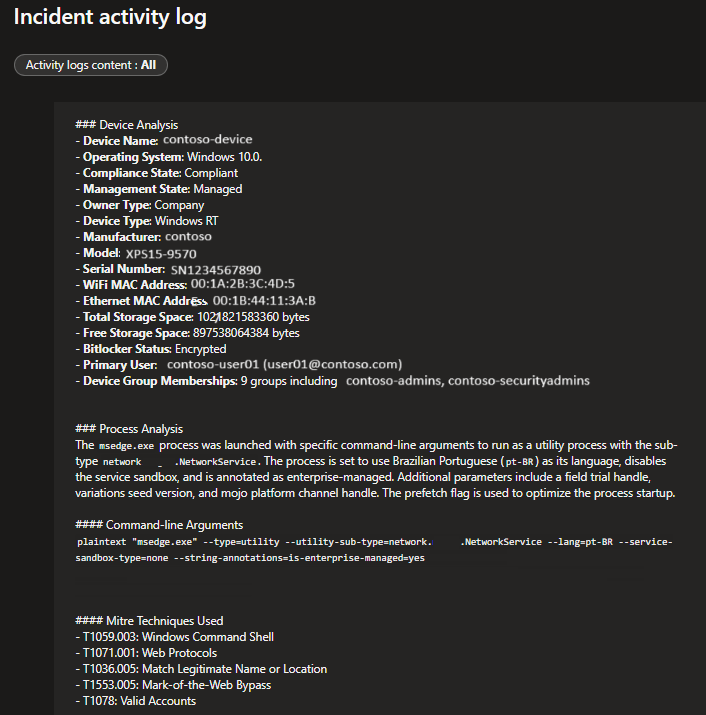 Incident activity log
Activity logs content : All
### Device Analysis
- Device Name: contoso-device
- Operating System: Windows 10.0.
- Compliance State: Compliant
- Management State: Managed
- Owner Type: Company
- Device Type: Windows RT
- Manufacturer: contoso
- Model: XPS15-9570
- Serial Number: SN1234567890
- WiFi MAC Address: 00:1A:2B:3C:4D:5
- Ethernet MAC Address 00:1B:44:11:3A:B
- Total Storage Space: 1021821583360 bytes
- Free Storage Space: 897538064384 bytes
- Bitlocker Status: Encrypted
- Primary User: contoso-user01 (user01@contoso.com)
- Device Group Memberships: 9 groups including contoso-admins, contoso-securityadmins
### Process Analysis
The msedge.exe process was launched with specific command-line arguments to run as a utility process with the sub-
type network _ .NetworkService. The process is set to use Brazilian Portuguese (pt-BR) as its language, disables
the service sandbox, and is annotated as enterprise-managed. Additional parameters include a field trial handle,
variations seed version, and mojo platform channel handle. The prefetch flag is used to optimize the process startup.
#### Command-line Arguments
plaintext "msedge.exe" --type=utility --utility-sub-type=network. .NetworkService --lang=pt-BR --service-
sandbox-type=none --string-annotations=is-enterprise-managed=yes
#### Mitre Techniques Used
- T1059.003: Windows Command Shell
- T1071.001: Web Protocols
- T1036.005: Match Legitimate Name or Location
- T1553.005: Mark-of-the-Web Bypass
- T1078: Valid Accounts